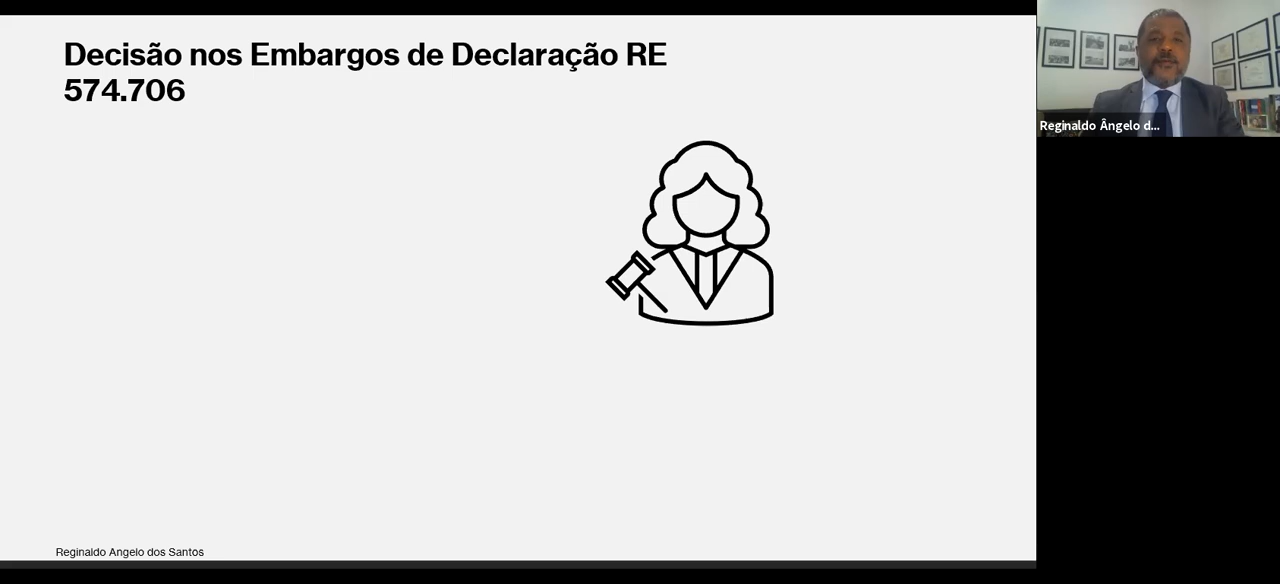 Decisão nos Embargos de Declaração RE
574.706
Reginaldo Ângelo d...
Reginaldo Angelo dos Santos